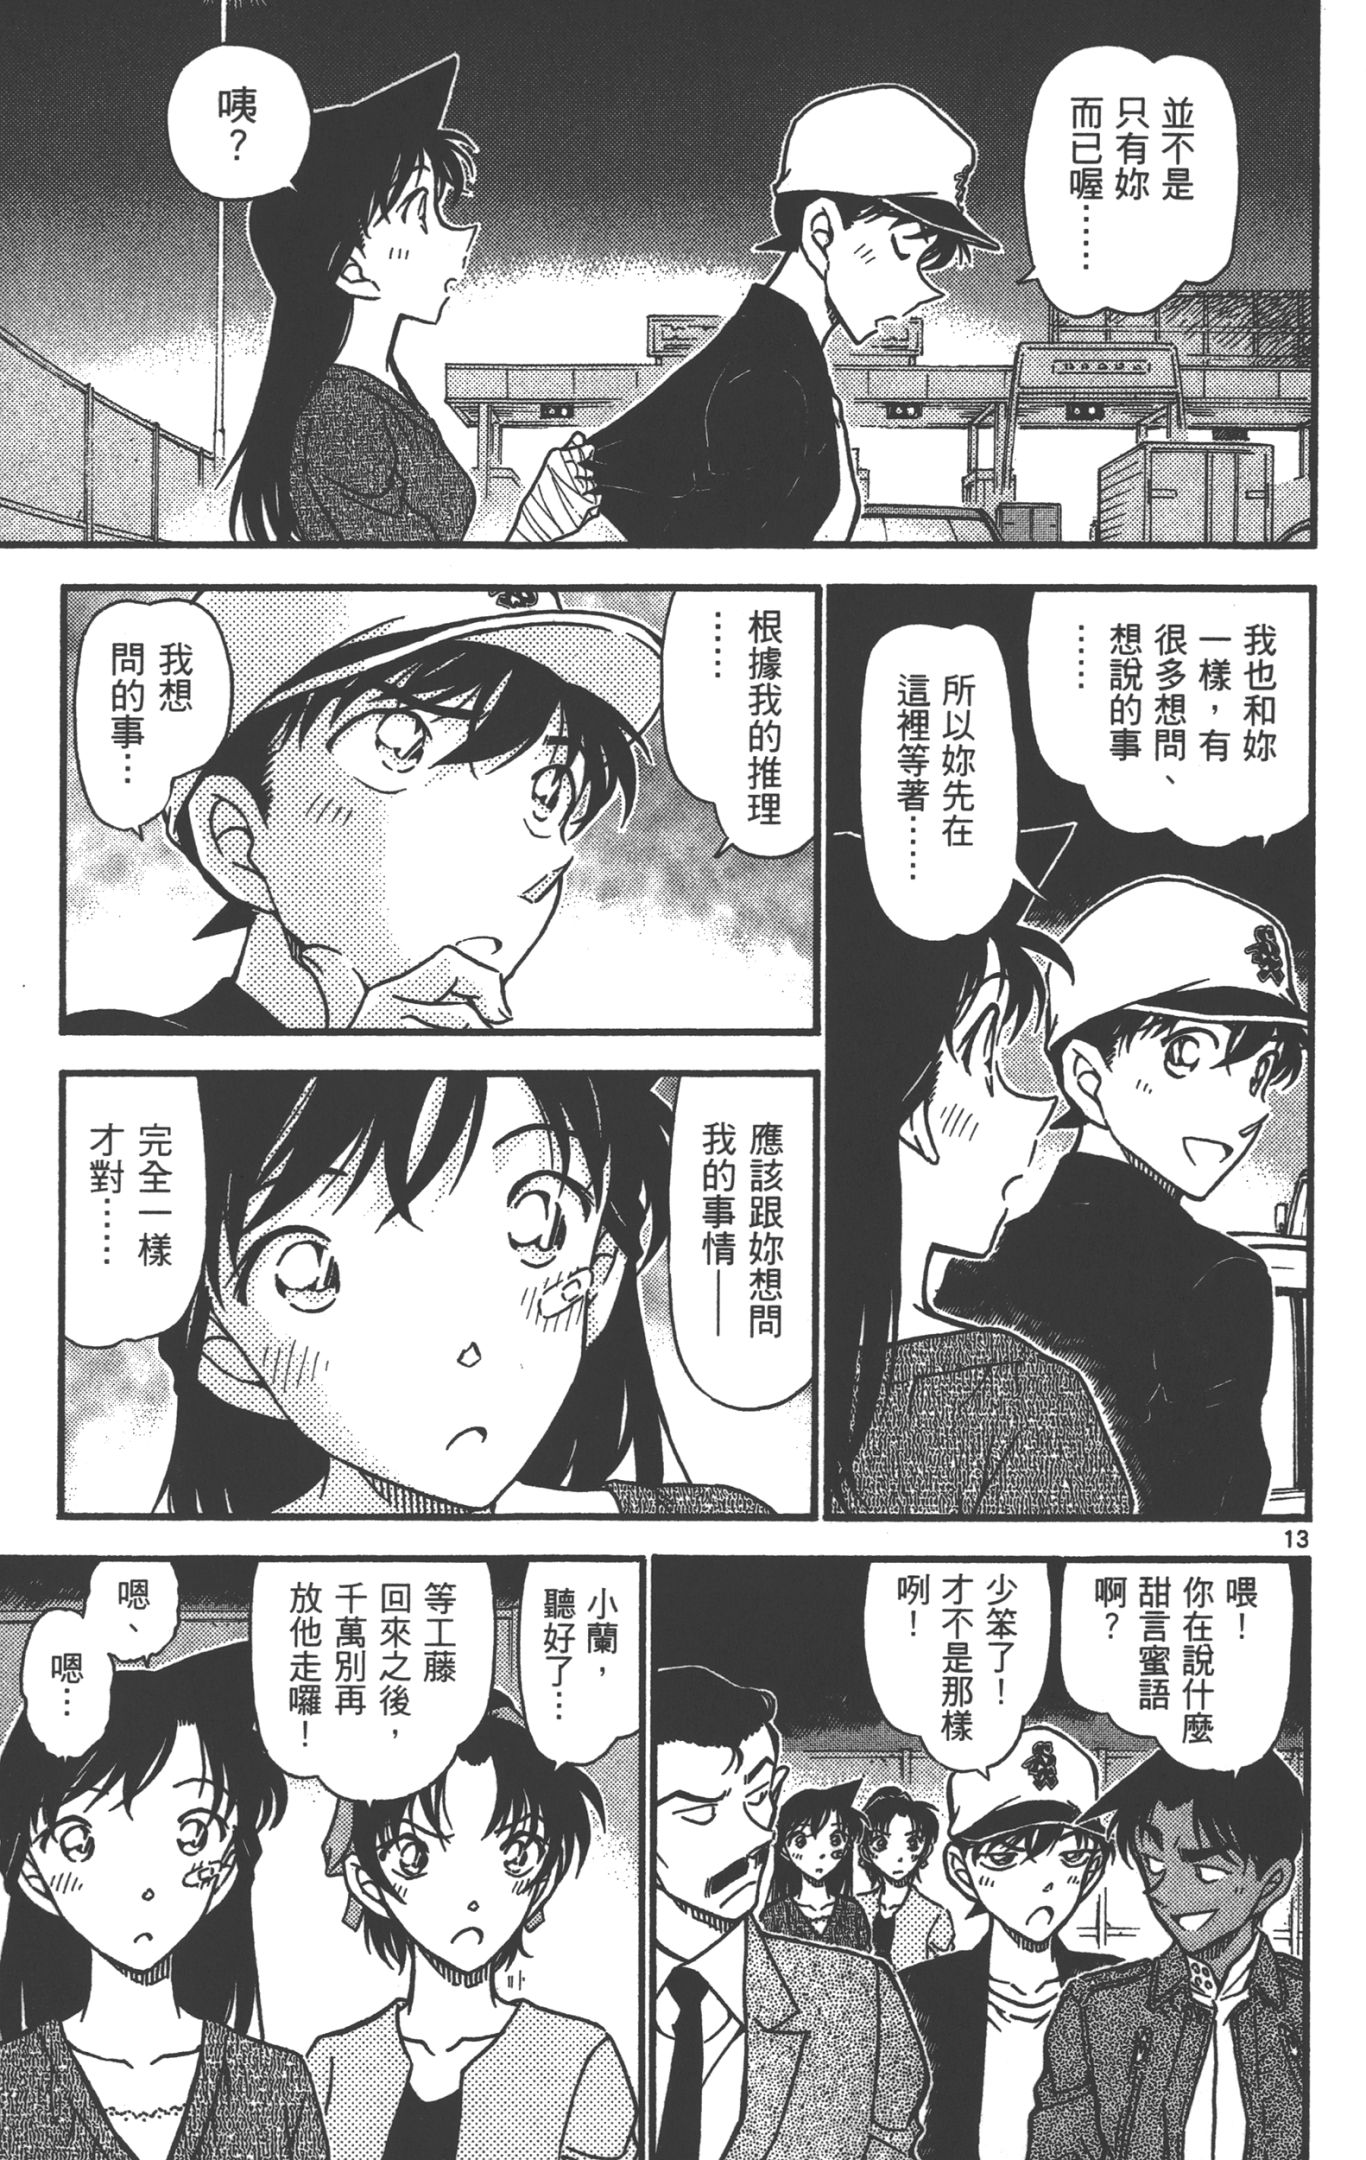 並不是
只有妳
而已喔……
咦？
我也和妳
一樣，有
很多想問、
想說的事
……
所以妳先在
這裡等著……
根據我的推理
……
我想
問的事…
應該跟妳想問
我的事情——
完全一樣
才對……
13
喂！
你在說什麼
甜言蜜語
啊？
少笨了！
才不是那樣
咧！
小蘭，
聽好了…
等工藤
回來之後，
千萬別再
放他走囉！
嗯、
嗯…